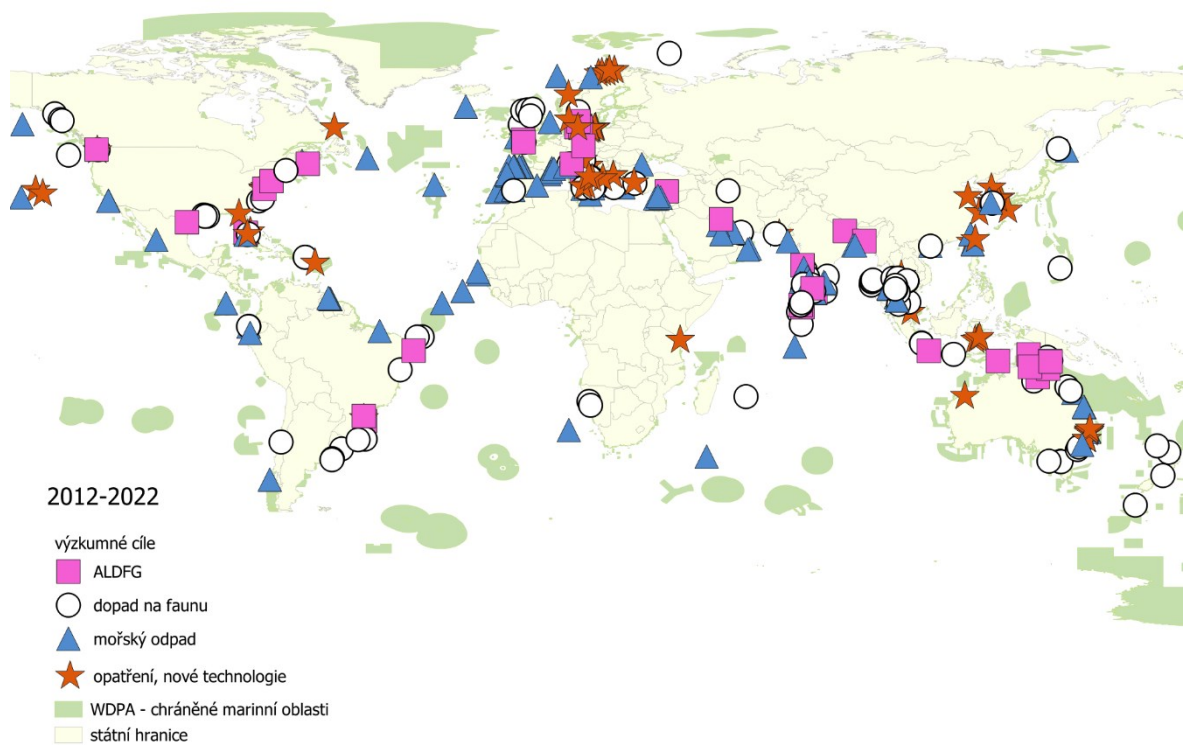 2012-2022
výzkumné cíle
ALDFG
dopad na faunu
mořský odpad
opatření, nové technologie
WDPA - chráněné marinní oblasti
státní hranice